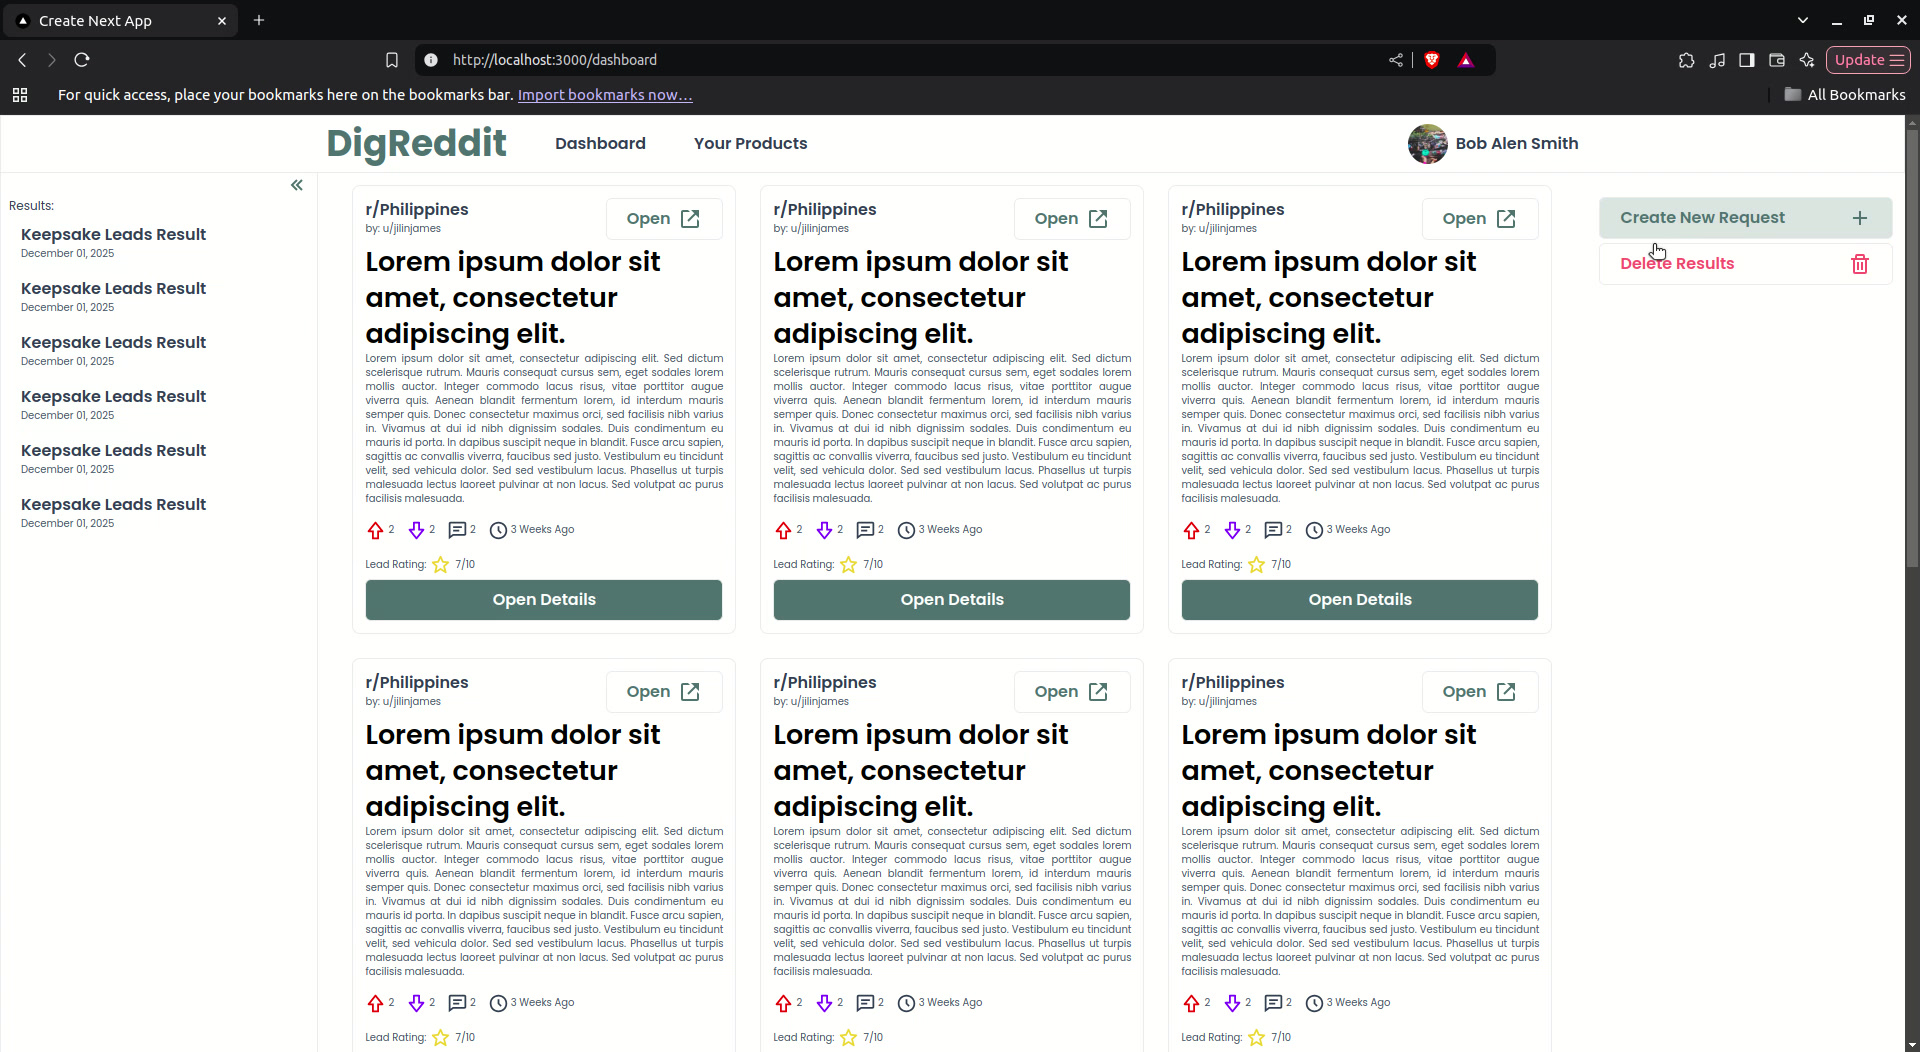 Create Next App
http://localhost:3000/dashboard
Update
For quick access, place your bookmarks here on the bookmarks bar. Import bookmarks now...
All Bookmarks
DigReddit
Dashboard
Your Products
Bob Alen Smith
Results:
Keepsake Leads Result
December 01, 2025
Keepsake Leads Result
December 01, 2025
Keepsake Leads Result
December 01, 2025
Keepsake Leads Result
December 01, 2025
Keepsake Leads Result
December 01, 2025
Keepsake Leads Result
December 01, 2025
r/Philippines
by: u/jilinjames
Open
Lorem ipsum dolor sit
amet, consectetur
adipiscing elit.
Lorem ipsum dolor sit amet, consectetur adipiscing elit. Sed dictum
scelerisque rutrum. Mauris consequat cursus sem, eget sodales lorem
mollis auctor. Integer commodo lacus risus, vitae porttitor augue
viverra quis. Aenean blandit fermentum lorem, id interdum mauris
semper quis. Donec consectetur maximus orci, sed facilisis nibh varius
in. Vivamus at dui id nibh dignissim sodales. Duis condimentum eu
mauris id porta. In dapibus suscipit neque in blandit. Fusce arcu sapien,
sagittis ac convallis viverra, faucibus sed justo. Vestibulum eu tincidunt
velit, sed vehicula dolor. Sed sed vestibulum lacus. Phasellus ut turpis
malesuada lectus laoreet pulvinar at non lacus. Sed volutpat ac purus
facilisis malesuada.
2 2 2 3 Weeks Ago
Lead Rating: 7/10
Open Details
r/Philippines
by: u/jilinjames
Open
Lorem ipsum dolor sit
amet, consectetur
adipiscing elit.
Lorem ipsum dolor sit amet, consectetur adipiscing elit. Sed dictum
scelerisque rutrum. Mauris consequat cursus sem, eget sodales lorem
mollis auctor. Integer commodo lacus risus, vitae porttitor augue
viverra quis. Aenean blandit fermentum lorem, id interdum mauris
semper quis. Donec consectetur maximus orci, sed facilisis nibh varius
in. Vivamus at dui id nibh dignissim sodales. Duis condimentum eu
mauris id porta. In dapibus suscipit neque in blandit. Fusce arcu sapien,
sagittis ac convallis viverra, faucibus sed justo. Vestibulum eu tincidunt
velit, sed vehicula dolor. Sed sed vestibulum lacus. Phasellus ut turpis
malesuada lectus laoreet pulvinar at non lacus. Sed volutpat ac purus
facilisis malesuada.
2 2 2 3 Weeks Ago
Lead Rating: 7/10
Open Details
r/Philippines
by: u/jilinjames
Open
Lorem ipsum dolor sit
amet, consectetur
adipiscing elit.
Lorem ipsum dolor sit amet, consectetur adipiscing elit. Sed dictum
scelerisque rutrum. Mauris consequat cursus sem, eget sodales lorem
mollis auctor. Integer commodo lacus risus, vitae porttitor augue
viverra quis. Aenean blandit fermentum lorem, id interdum mauris
semper quis. Donec consectetur maximus orci, sed facilisis nibh varius
in. Vivamus at dui id nibh dignissim sodales. Duis condimentum eu
mauris id porta. In dapibus suscipit neque in blandit. Fusce arcu sapien,
sagittis ac convallis viverra, faucibus sed justo. Vestibulum eu tincidunt
velit, sed vehicula dolor. Sed sed vestibulum lacus. Phasellus ut turpis
malesuada lectus laoreet pulvinar at non lacus. Sed volutpat ac purus
facilisis malesuada.
2 2 2 3 Weeks Ago
Lead Rating: 7/10
Open Details
Create New Request
Delete Results
r/Philippines
by: u/jilinjames
Open
Lorem ipsum dolor sit
amet, consectetur
adipiscing elit.
Lorem ipsum dolor sit amet, consectetur adipiscing elit. Sed dictum
scelerisque rutrum. Mauris consequat cursus sem, eget sodales lorem
mollis auctor. Integer commodo lacus risus, vitae porttitor augue
viverra quis. Aenean blandit fermentum lorem, id interdum mauris
semper quis. Donec consectetur maximus orci, sed facilisis nibh varius
in. Vivamus at dui id nibh dignissim sodales. Duis condimentum eu
mauris id porta. In dapibus suscipit neque in blandit. Fusce arcu sapien,
sagittis ac convallis viverra, faucibus sed justo. Vestibulum eu tincidunt
velit, sed vehicula dolor. Sed sed vestibulum lacus. Phasellus ut turpis
malesuada lectus laoreet pulvinar at non lacus. Sed volutpat ac purus
facilisis malesuada.
2 2 2 3 Weeks Ago
Lead Rating: 7/10
r/Philippines
by: u/jilinjames
Open
Lorem ipsum dolor sit
amet, consectetur
adipiscing elit.
Lorem ipsum dolor sit amet, consectetur adipiscing elit. Sed dictum
scelerisque rutrum. Mauris consequat cursus sem, eget sodales lorem
mollis auctor. Integer commodo lacus risus, vitae porttitor augue
viverra quis. Aenean blandit fermentum lorem, id interdum mauris
semper quis. Donec consectetur maximus orci, sed facilisis nibh varius
in. Vivamus at dui id nibh dignissim sodales. Duis condimentum eu
mauris id porta. In dapibus suscipit neque in blandit. Fusce arcu sapien,
sagittis ac convallis viverra, faucibus sed justo. Vestibulum eu tincidunt
velit, sed vehicula dolor. Sed sed vestibulum lacus. Phasellus ut turpis
malesuada lectus laoreet pulvinar at non lacus. Sed volutpat ac purus
facilisis malesuada.
2 2 2 3 Weeks Ago
Lead Rating: 7/10
r/Philippines
by: u/jilinjames
Open
Lorem ipsum dolor sit
amet, consectetur
adipiscing elit.
Lorem ipsum dolor sit amet, consectetur adipiscing elit. Sed dictum
scelerisque rutrum. Mauris consequat cursus sem, eget sodales lorem
mollis auctor. Integer commodo lacus risus, vitae porttitor augue
viverra quis. Aenean blandit fermentum lorem, id interdum mauris
semper quis. Donec consectetur maximus orci, sed facilisis nibh varius
in. Vivamus at dui id nibh dignissim sodales. Duis condimentum eu
mauris id porta. In dapibus suscipit neque in blandit. Fusce arcu sapien,
sagittis ac convallis viverra, faucibus sed justo. Vestibulum eu tincidunt
velit, sed vehicula dolor. Sed sed vestibulum lacus. Phasellus ut turpis
malesuada lectus laoreet pulvinar at non lacus. Sed volutpat ac purus
facilisis malesuada.
2 2 2 3 Weeks Ago
Lead Rating: 7/10